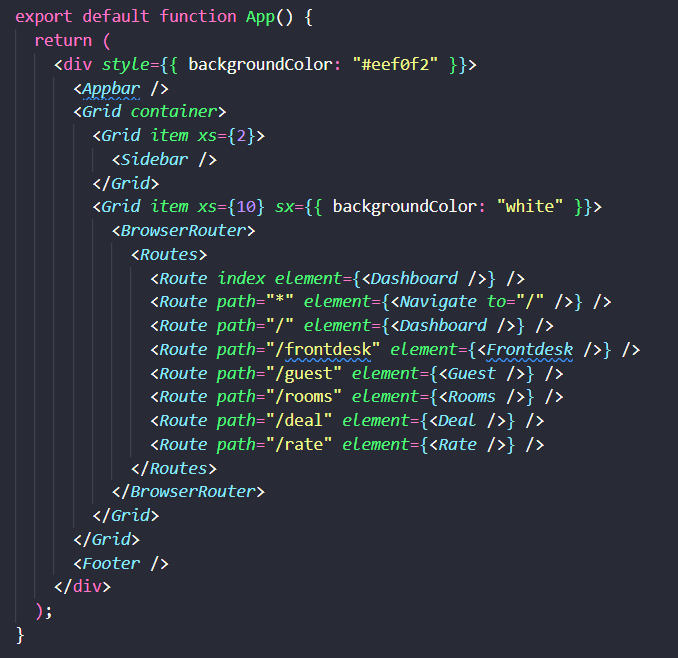 export default function App() {
  return (
    <div style={{ backgroundColor: "#eef0f2" }}>
      <Appbar />
      <Grid container>
        <Grid item xs={2}>
          <Sidebar />
        </Grid>
        <Grid item xs={10} sx={{ backgroundColor: "white" }}>
          <BrowserRouter>
            <Routes>
              <Route index element={<Dashboard />} />
              <Route path="*" element={<Navigate to="/" />} />
              <Route path="/" element={<Dashboard />} />
              <Route path="/frontdesk" element={<Frontdesk />} />
              <Route path="/guest" element={<Guest />} />
              <Route path="/rooms" element={<Rooms />} />
              <Route path="/deal" element={<Deal />} />
              <Route path="/rate" element={<Rate />} />
            </Routes>
          </BrowserRouter>
        </Grid>
      </Grid>
      <Footer />
    </div>
  );
}